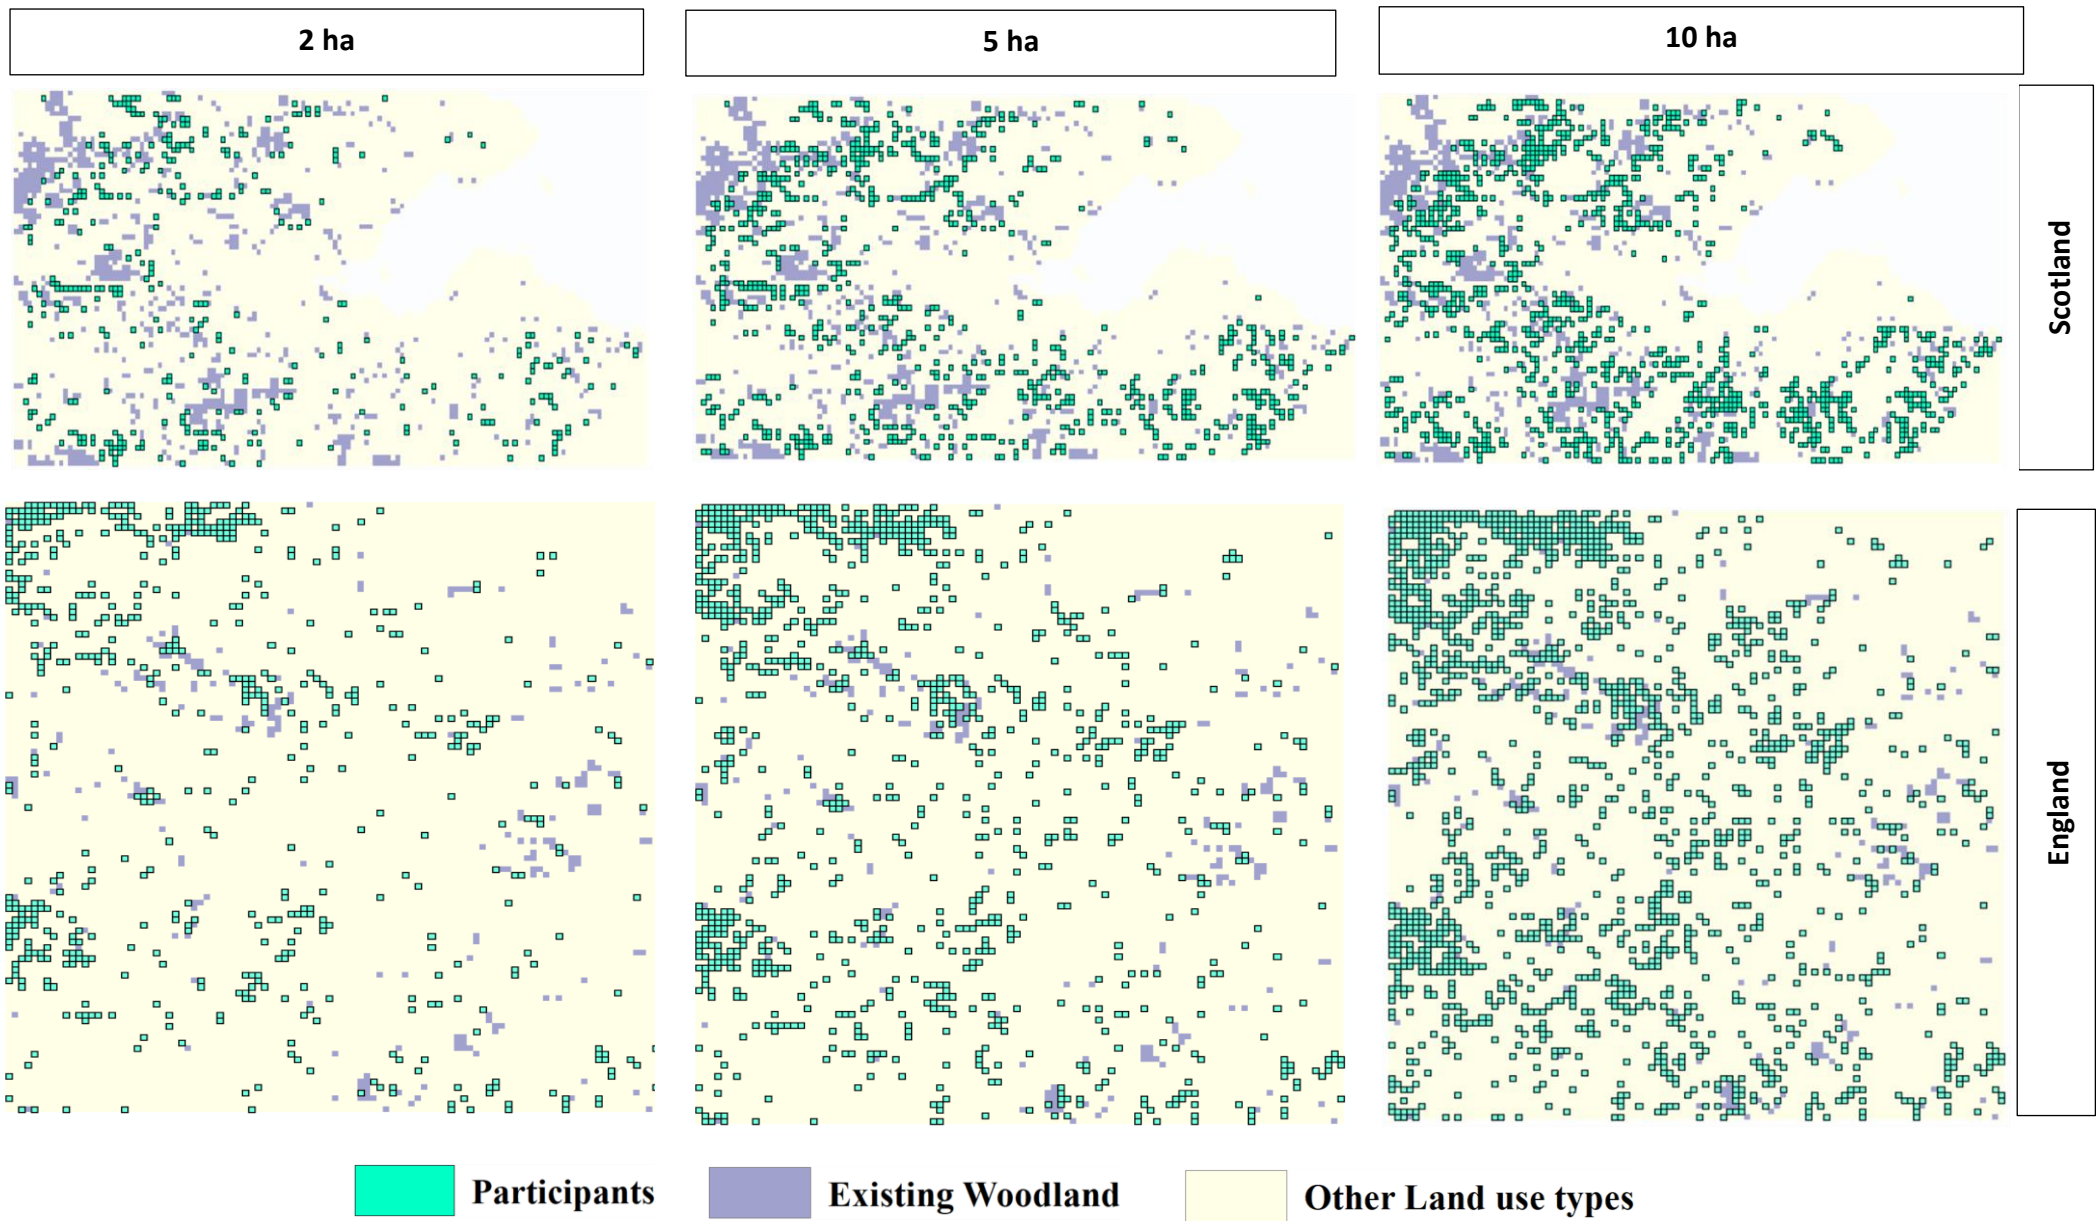 2 ha
5 ha
10 ha
Scotland
England
Participants
Existing Woodland
Other Land use types